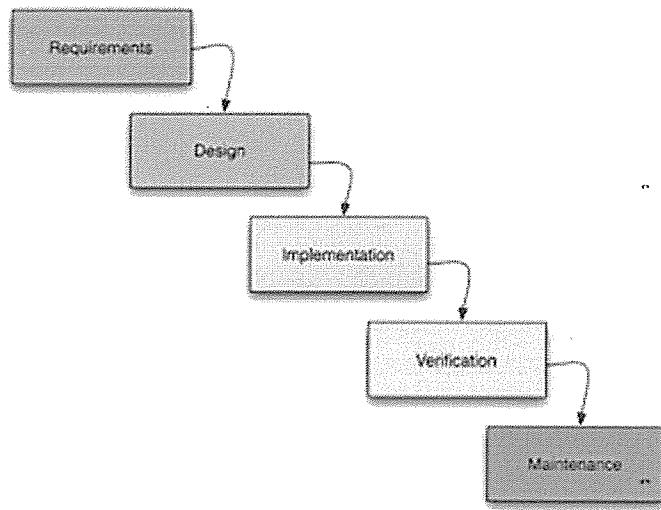 Requirements
Design
Implementation
Verification
Maintenance